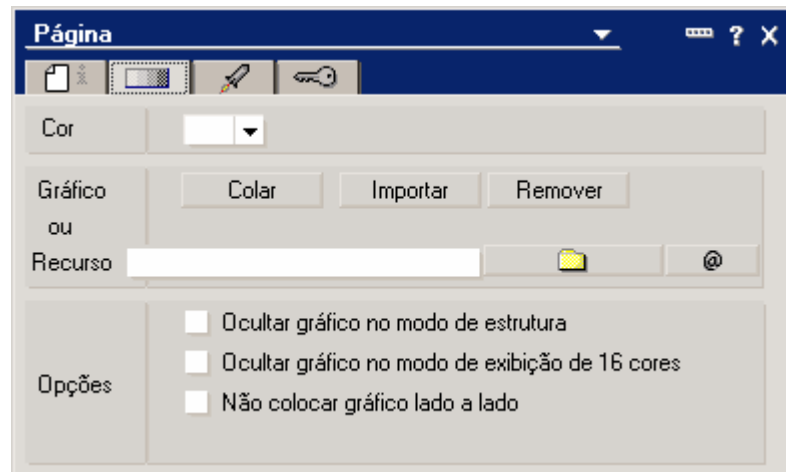 Página
?
X
Cor
Gráfico
ou
Recurso
Colar
Importar
Remover
@
Opções
Ocultar gráfico no modo de estrutura
Ocultar gráfico no modo de exibição de 16 cores
Não colocar gráfico lado a lado